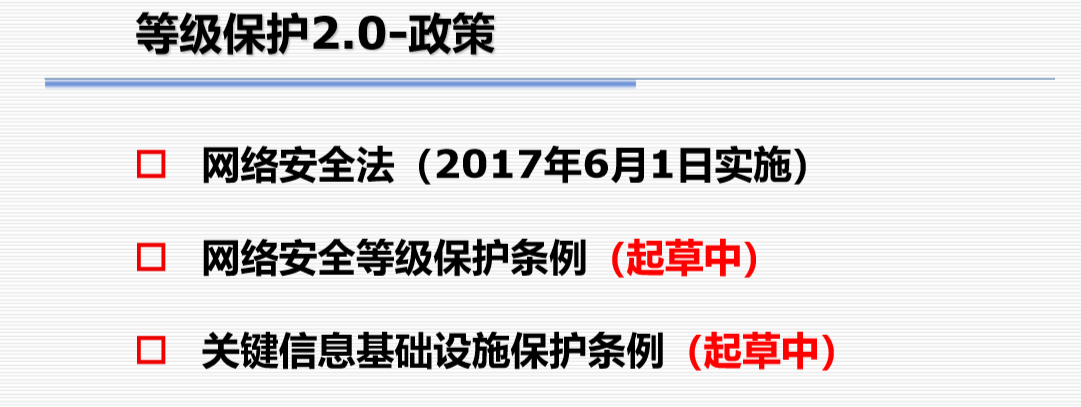 等级保护2.0-政策
网络安全法（2017年6月1日实施）
网络安全等级保护条例（起草中）
关键信息基础设施保护条例（起草中）